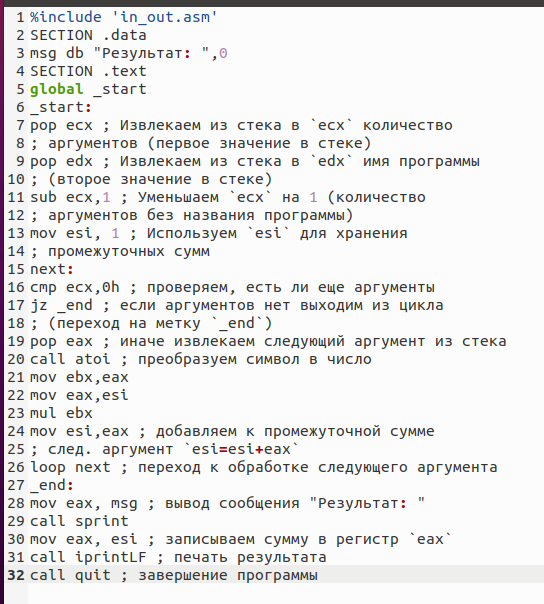 1 %include 'in_out.asm'
2 SECTION .data
3 msg db "Результат: ",0
4 SECTION .text
5 global _start
6 _start:
7 pop ecx ; Извлекаем из стека в `ecx` количество
8 ; аргументов (первое значение в стеке)
9 pop edx ; Извлекаем из стека в `edx` имя программы
10 ; (второе значение в стеке)
11 sub ecx,1 ; Уменьшаем `ecx` на 1 (количество
12 ; аргументов без названия программы)
13 mov esi, 1 ; Используем `esi` для хранения
14 ; промежуточных сумм
15 next:
16 cmp ecx,0h ; проверяем, есть ли еще аргументы
17 jz _end ; если аргументов нет выходим из цикла
18 ; (переход на метку `_end`)
19 pop eax ; иначе извлекаем следующий аргумент из стека
20 call atoi ; преобразуем символ в число
21 mov ebx,eax
22 mov eax,esi
23 mul ebx
24 mov esi,eax ; добавляем к промежуточной сумме
25 ; след. аргумент `esi=esi+eax`
26 loop next ; переход к обработке следующего аргумента
27 _end:
28 mov eax, msg ; вывод сообщения "Результат: "
29 call sprint
30 mov eax, esi ; записываем сумму в регистр `eax`
31 call iprintLF ; печать результата
32 call quit ; завершение программы